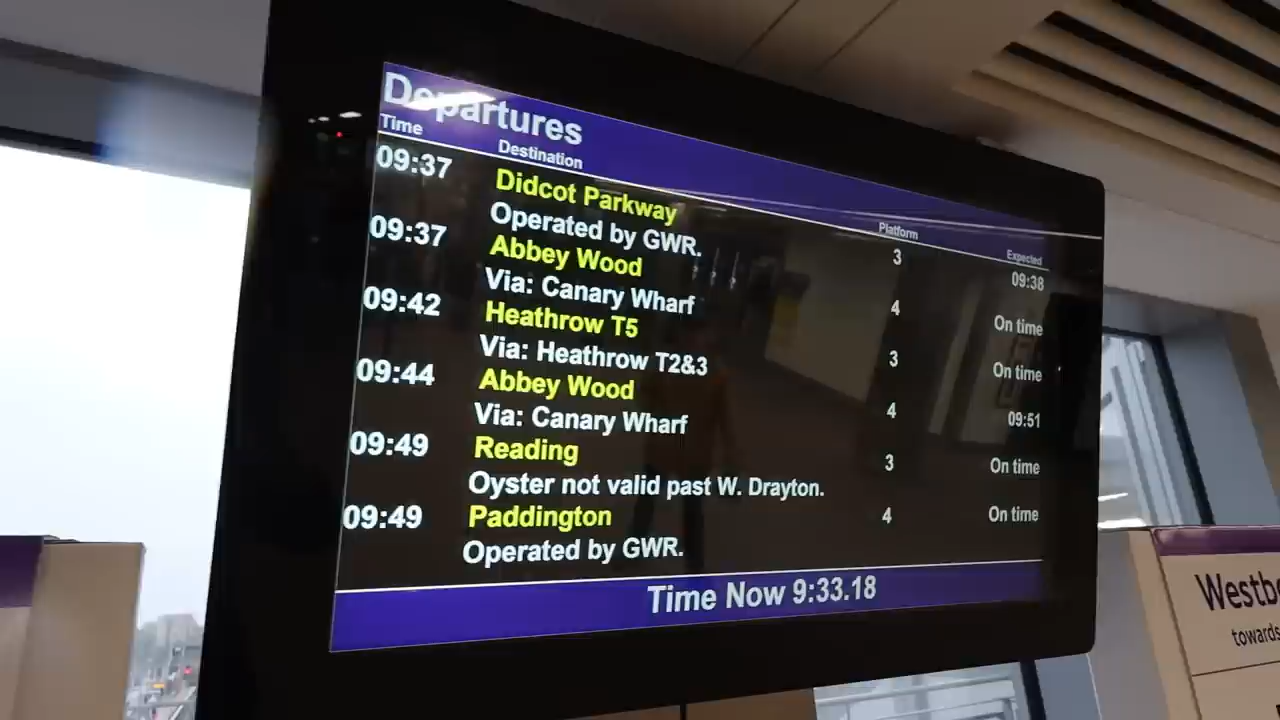 Departures
Time Destination Platform Expected
09:37 Didcot Parkway 3 09:38
Operated by GWR.
09:37 Abbey Wood 4 On time
Via: Canary Wharf
09:42 Heathrow T5 3 On time
Via: Heathrow T2&3
09:44 Abbey Wood 4 09:51
Via: Canary Wharf
09:49 Reading 3 On time
Oyster not valid past W. Drayton.
09:49 Paddington 4 On time
Operated by GWR.
Time Now 9:33.18
towards